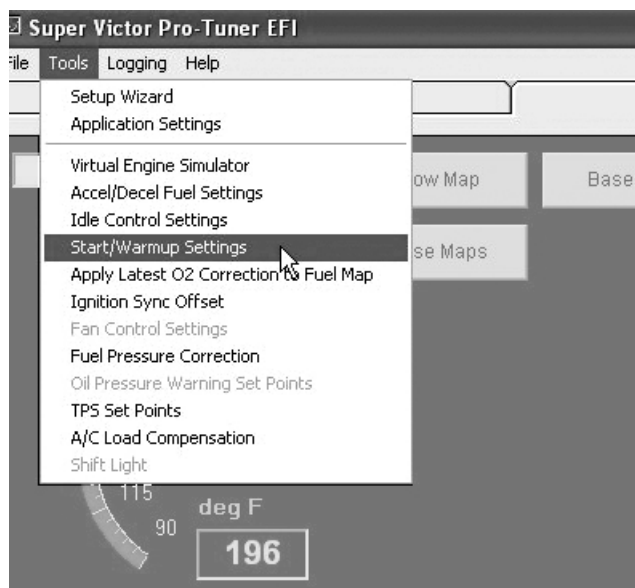 Super Victor Pro-Tuner EFI
File Tools Logging Help
Setup Wizard
Application Settings
Virtual Engine Simulator
Accel/Decel Fuel Settings
Idle Control Settings
Start/Warmup Settings
Apply Latest O2 Correction to Fuel Map
Ignition Sync Offset
Fan Control Settings
Fuel Pressure Correction
Oil Pressure Warning Set Points
TPS Set Points
A/C Load Compensation
Shift Light
ow Map
Base
se Maps
115
90
deg F
196